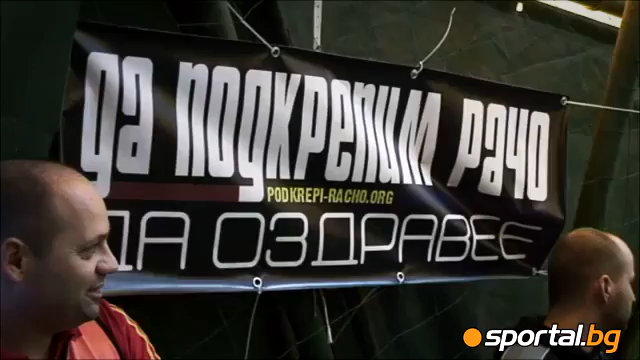 да подкрепим рачо
PODKREPI-RACHO.ORG
ДА ОЗДРАВЕЕ
sportal.bg